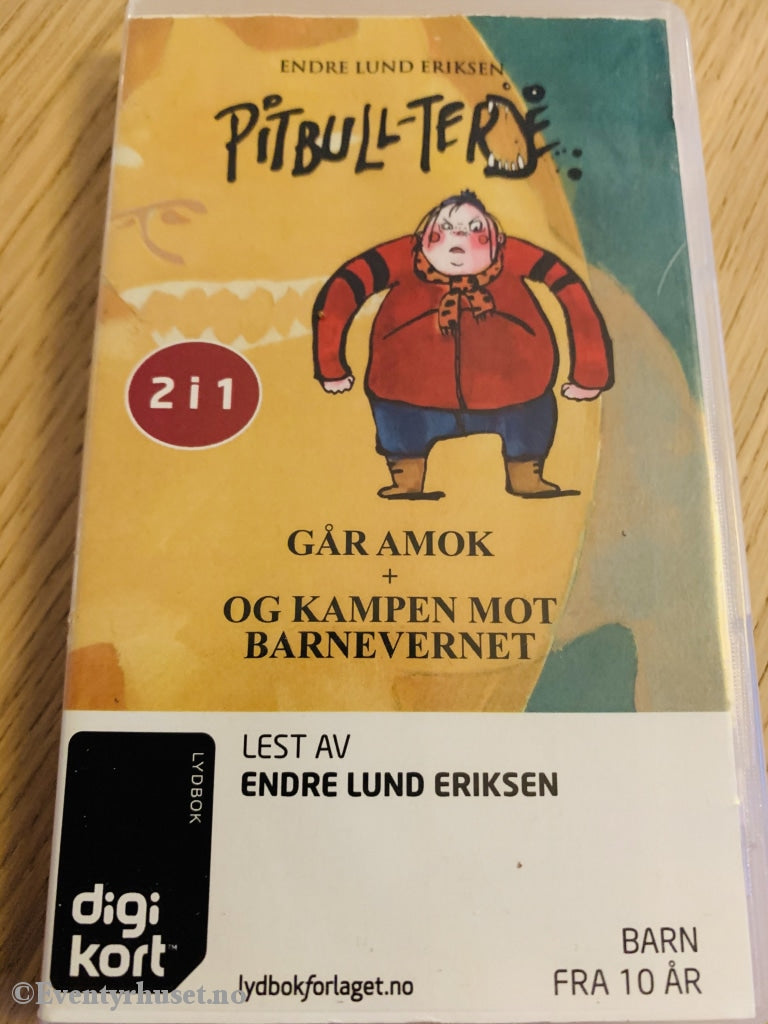 ENDRE LUND ERIKSEN
PITBULL-TERJE
2 i 1
GÅR AMOK
+
OG KAMPEN MOT
BARNEVERNET
LYDBOK
digi
kort™
LEST AV
ENDRE LUND ERIKSEN
lydbokforlaget.no
BARN
FRA 10 ÅR
©Eventyrhuset.no